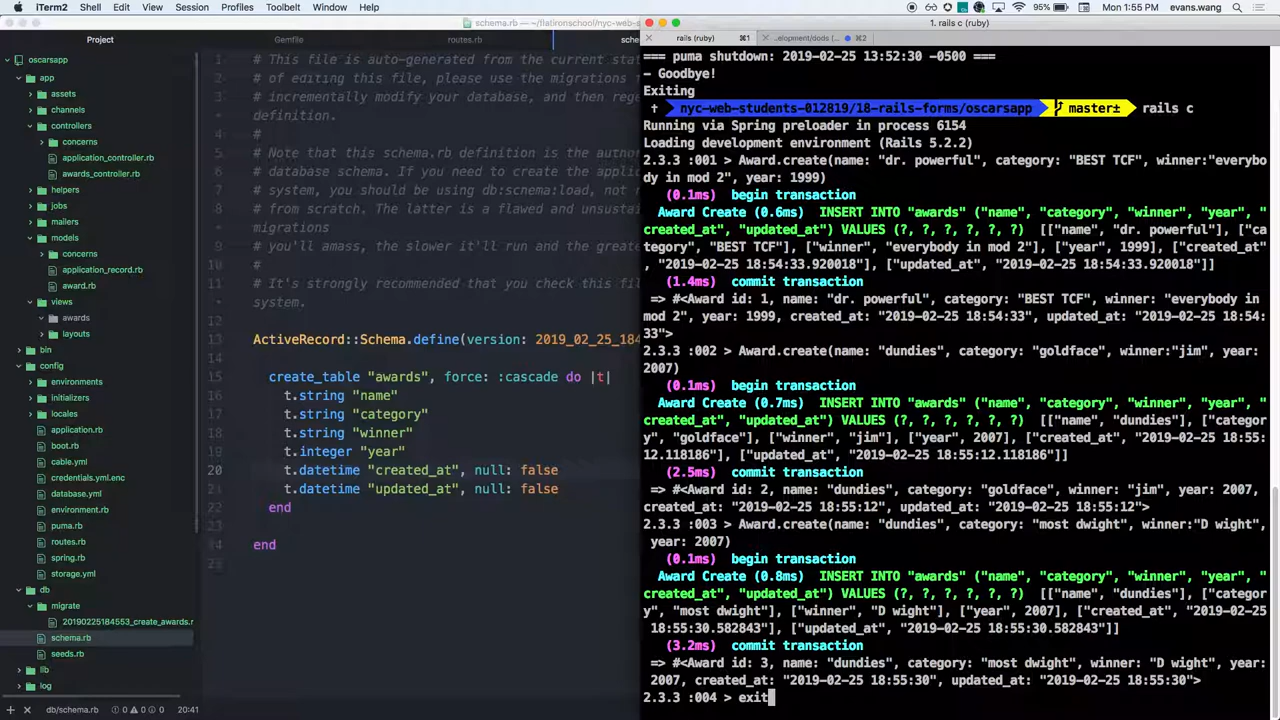 iTerm2 Shell Edit View Session Profiles Toolbelt Window Help 95% Mon 1:55 PM evans.wang
schema.rb — ~/flatironschool/nyc-web-s
1. rails c (ruby)
Project
Gemfile
routes.rb
sche
rails (ruby) ⌘1
..elopment/dods (... ⌘2
oscarsapp
app
assets
channels
controllers
concerns
application_controller.rb
awards_controller.rb
helpers
jobs
mailers
models
concerns
application_record.rb
award.rb
views
awards
layouts
bin
config
environments
initializers
locales
application.rb
boot.rb
cable.yml
credentials.yml.enc
database.yml
environment.rb
puma.rb
routes.rb
spring.rb
storage.yml
db
migrate
20190225184553_create_awards.r
schema.rb
seeds.rb
lib
log
1 # This file is auto-generated from the current stat
2 # of editing this file, please use the migrations f
3 # incrementally modify your database, and then rege
definition.
4 #
5 # Note that this schema.rb definition is the author
6 # database schema. If you need to create the applic
7 # system, you should be using db:schema:load, not r
8 # from scratch. The latter is a flawed and unsustai
migrations
9 # you'll amass, the slower it'll run and the greate
10 #
11 # It's strongly recommended that you check this fil
system.
12
13 ActiveRecord::Schema.define(version: 2019_02_25_184
15 create_table "awards", force: :cascade do |t|
16 t.string "name"
17 t.string "category"
18 t.string "winner"
19 t.integer "year"
20 t.datetime "created_at", null: false
21 t.datetime "updated_at", null: false
22 end
23
24 end
db/schema.rb 0 0 0 20:41
=== puma shutdown: 2019-02-25 13:52:30 -0500 ===
- Goodbye!
Exiting
† nyc-web-students-012819/18-rails-forms/oscarsapp master± rails c
Running via Spring preloader in process 6154
Loading development environment (Rails 5.2.2)
2.3.3 :001 > Award.create(name: "dr. powerful", category: "BEST TCF", winner:"everybo
dy in mod 2", year: 1999)
(0.1ms) begin transaction
Award Create (0.6ms) INSERT INTO "awards" ("name", "category", "winner", "year", "
created_at", "updated_at") VALUES (?, ?, ?, ?, ?, ?) [["name", "dr. powerful"], ["ca
tegory", "BEST TCF"], ["winner", "everybody in mod 2"], ["year", 1999], ["created_at"
, "2019-02-25 18:54:33.920018"], ["updated_at", "2019-02-25 18:54:33.920018"]]
(1.4ms) commit transaction
=> #<Award id: 1, name: "dr. powerful", category: "BEST TCF", winner: "everybody in
mod 2", year: 1999, created_at: "2019-02-25 18:54:33", updated_at: "2019-02-25 18:54:
33">
2.3.3 :002 > Award.create(name: "dundies", category: "goldface", winner:"jim", year:
2007)
(0.1ms) begin transaction
Award Create (0.7ms) INSERT INTO "awards" ("name", "category", "winner", "year", "
created_at", "updated_at") VALUES (?, ?, ?, ?, ?, ?) [["name", "dundies"], ["categor
y", "goldface"], ["winner", "jim"], ["year", 2007], ["created_at", "2019-02-25 18:55:
12.118186"], ["updated_at", "2019-02-25 18:55:12.118186"]]
(2.5ms) commit transaction
=> #<Award id: 2, name: "dundies", category: "goldface", winner: "jim", year: 2007,
created_at: "2019-02-25 18:55:12", updated_at: "2019-02-25 18:55:12">
2.3.3 :003 > Award.create(name: "dundies", category: "most dwight", winner:"D wight",
year: 2007)
(0.1ms) begin transaction
Award Create (0.8ms) INSERT INTO "awards" ("name", "category", "winner", "year", "
created_at", "updated_at") VALUES (?, ?, ?, ?, ?, ?) [["name", "dundies"], ["categor
y", "most dwight"], ["winner", "D wight"], ["year", 2007], ["created_at", "2019-02-25
18:55:30.582843"], ["updated_at", "2019-02-25 18:55:30.582843"]]
(3.2ms) commit transaction
=> #<Award id: 3, name: "dundies", category: "most dwight", winner: "D wight", year:
2007, created_at: "2019-02-25 18:55:30", updated_at: "2019-02-25 18:55:30">
2.3.3 :004 > exit